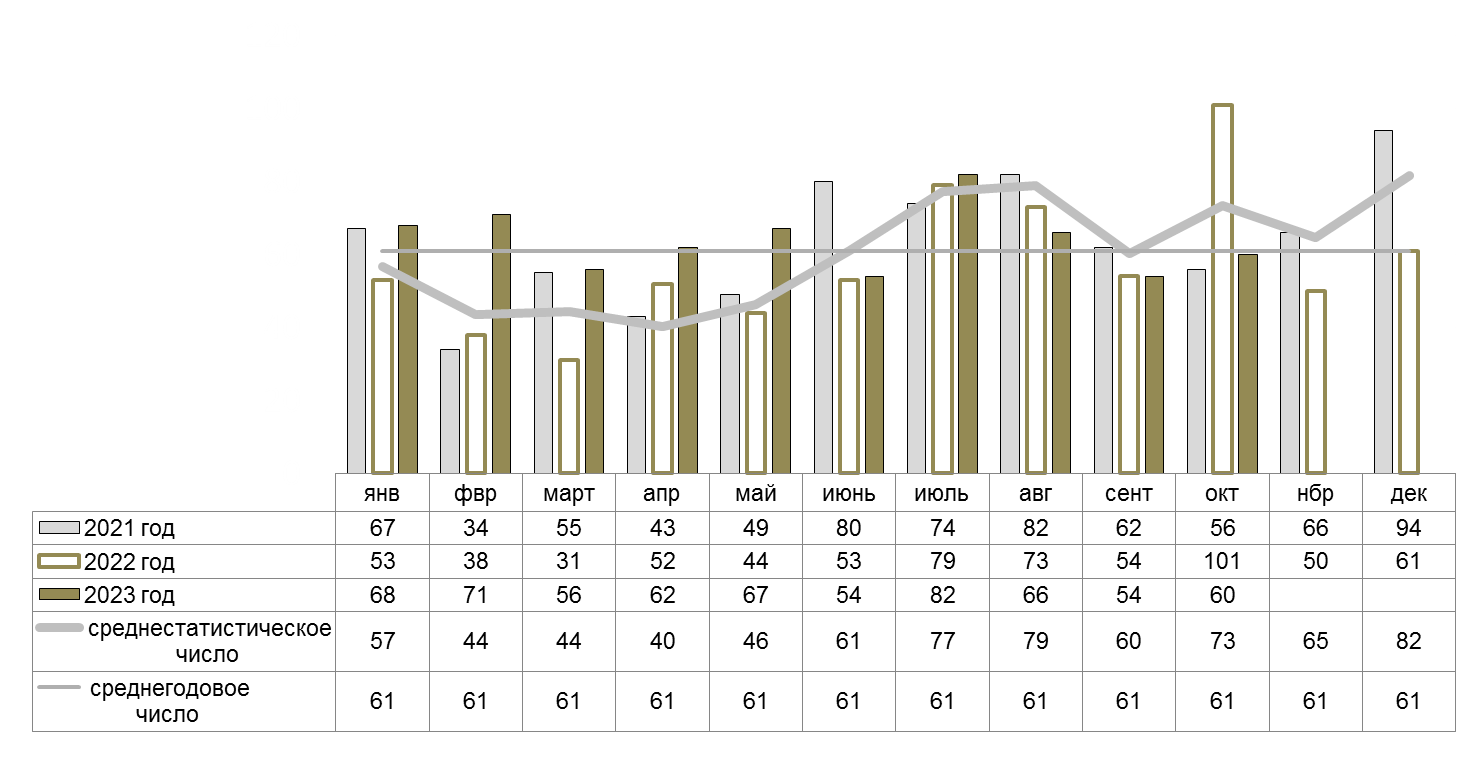 янв фвр март апр май июнь июль авг сент окт нбр дек
2021 год 67 34 55 43 49 80 74 82 62 56 66 94
2022 год 53 38 31 52 44 53 79 73 54 101 50 61
2023 год 68 71 56 62 67 54 82 66 54 60
среднестатистическое
число 57 44 44 40 46 61 77 79 60 73 65 82
среднегодовое
число 61 61 61 61 61 61 61 61 61 61 61 61